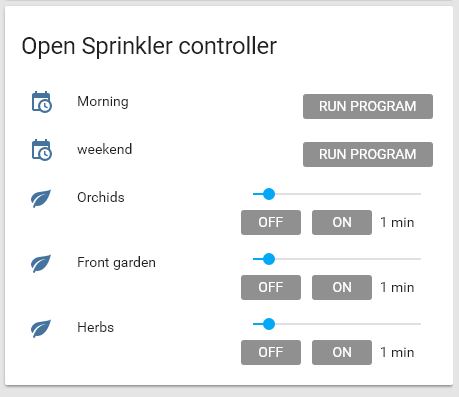 Open Sprinkler controller
Morning RUN PROGRAM
weekend RUN PROGRAM
Orchids
OFF ON 1 min
Front garden
OFF ON 1 min
Herbs
OFF ON 1 min